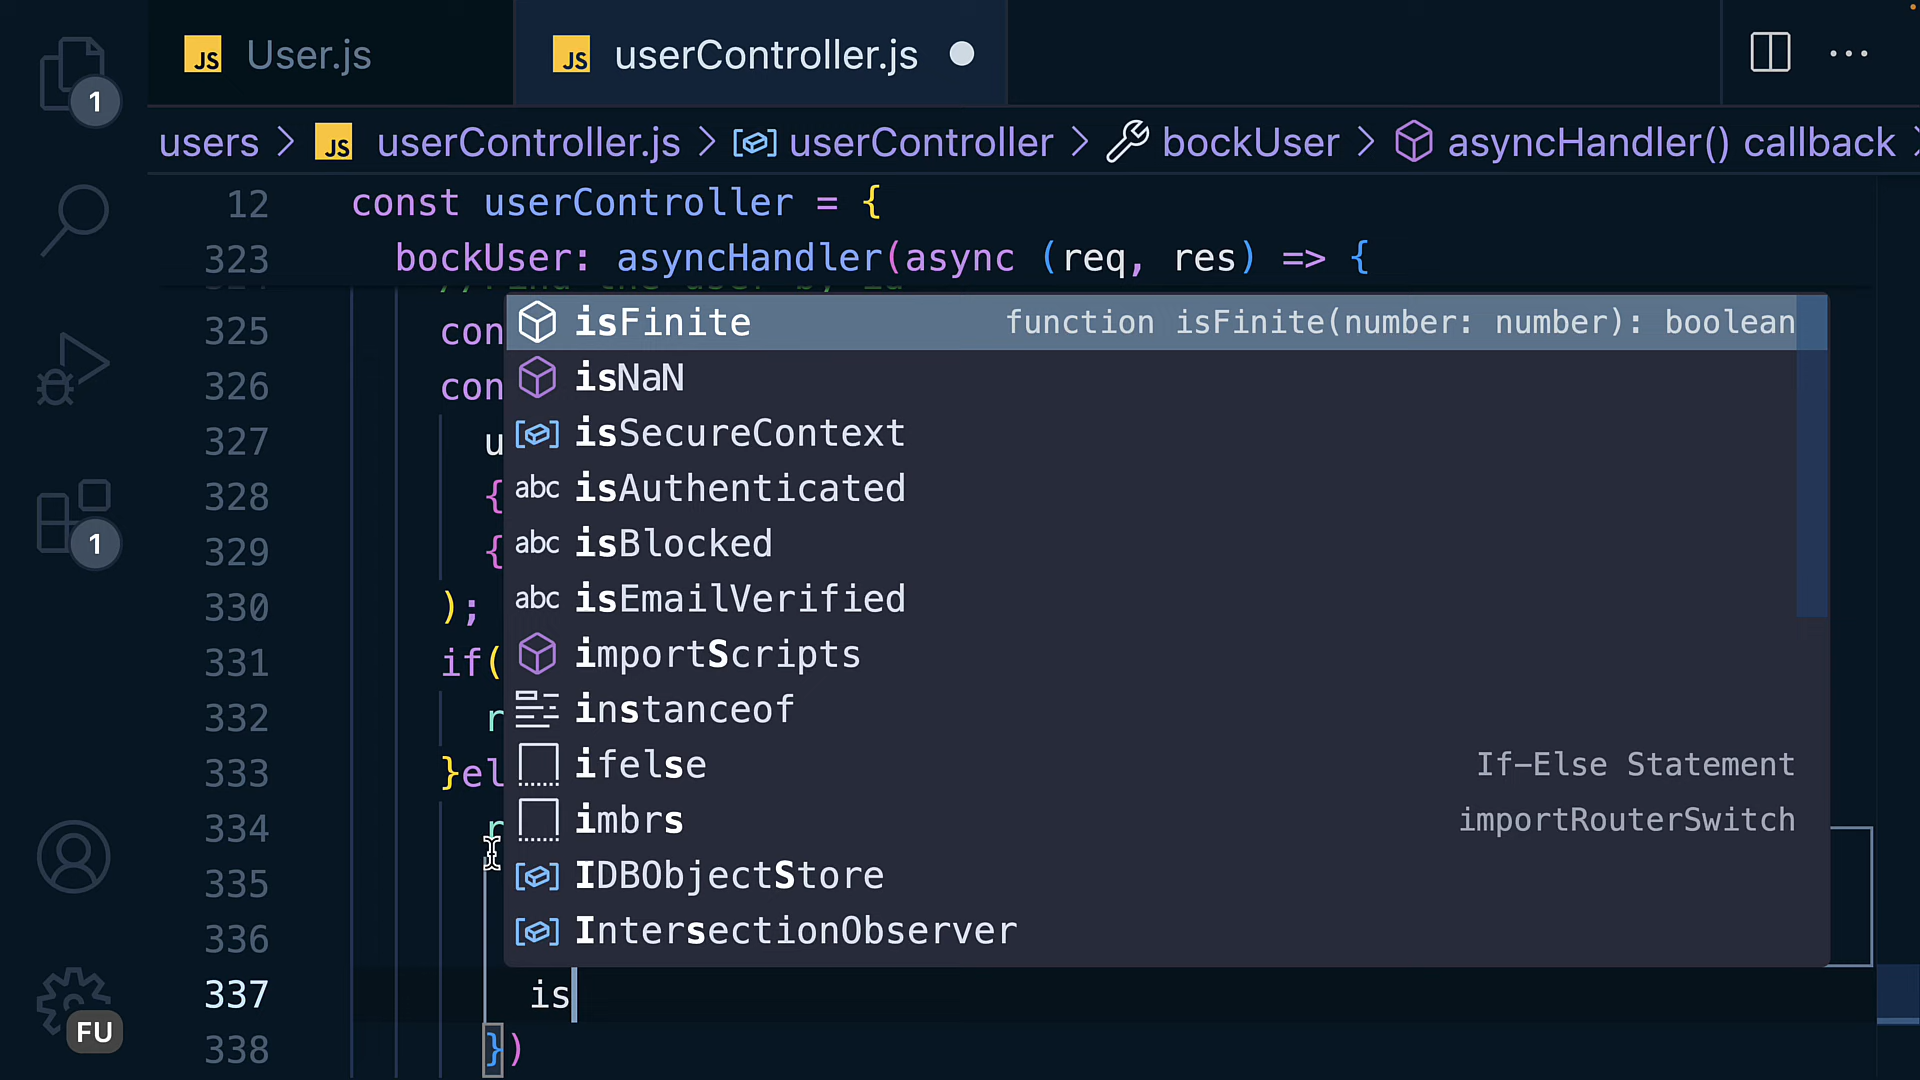 JS User.js
JS userController.js
1
users > JS userController.js > userController > bockUser > asyncHandler() callback
12 const userController = {
323 bockUser: asyncHandler(async (req, res) => {
325 con
326 con
327 u
328 {
329 {
330 );
331 if(
332 r
333 }el
334 r
335
336
337 is
338 })
isFinite function isFinite(number: number): boolean
isNaN
isSecureContext
abc isAuthenticated
abc isBlocked
abc isEmailVerified
importScripts
instanceof
ifelse If-Else Statement
imbrs importRouterSwitch
IDBObjectStore
IntersectionObserver
1
FU